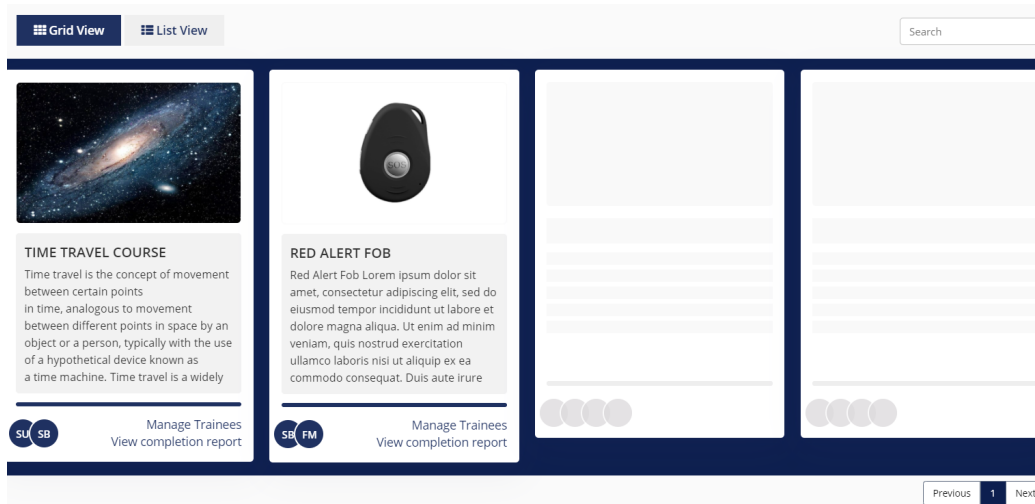 Grid View
List View
Search
TIME TRAVEL COURSE
Time travel is the concept of movement
between certain points
in time, analogous to movement
between different points in space by an
object or a person, typically with the use
of a hypothetical device known as
a time machine. Time travel is a widely
SU SB
Manage Trainees
View completion report
SOS
RED ALERT FOB
Red Alert Fob Lorem ipsum dolor sit
amet, consectetur adipiscing elit, sed do
eiusmod tempor incididunt ut labore et
dolore magna aliqua. Ut enim ad minim
veniam, quis nostrud exercitation
ullamco laboris nisi ut aliquip ex ea
commodo consequat. Duis aute irure
SB FM
Manage Trainees
View completion report
Previous 1 Next